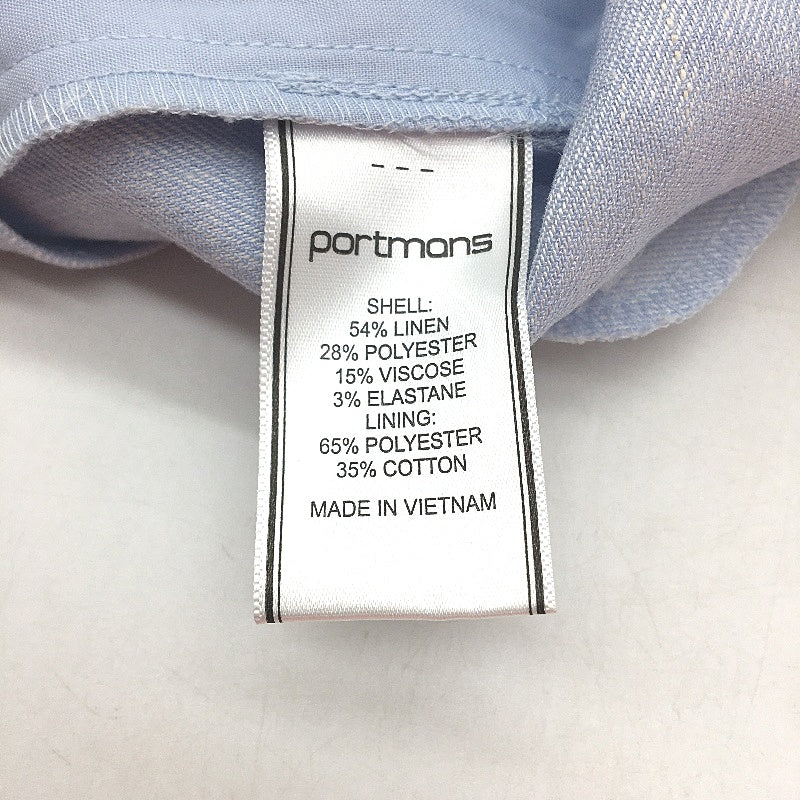 portmans
SHELL:
54% LINEN
28% POLYESTER
15% VISCOSE
3% ELASTANE
LINING:
65% POLYESTER
35% COTTON
MADE IN VIETNAM